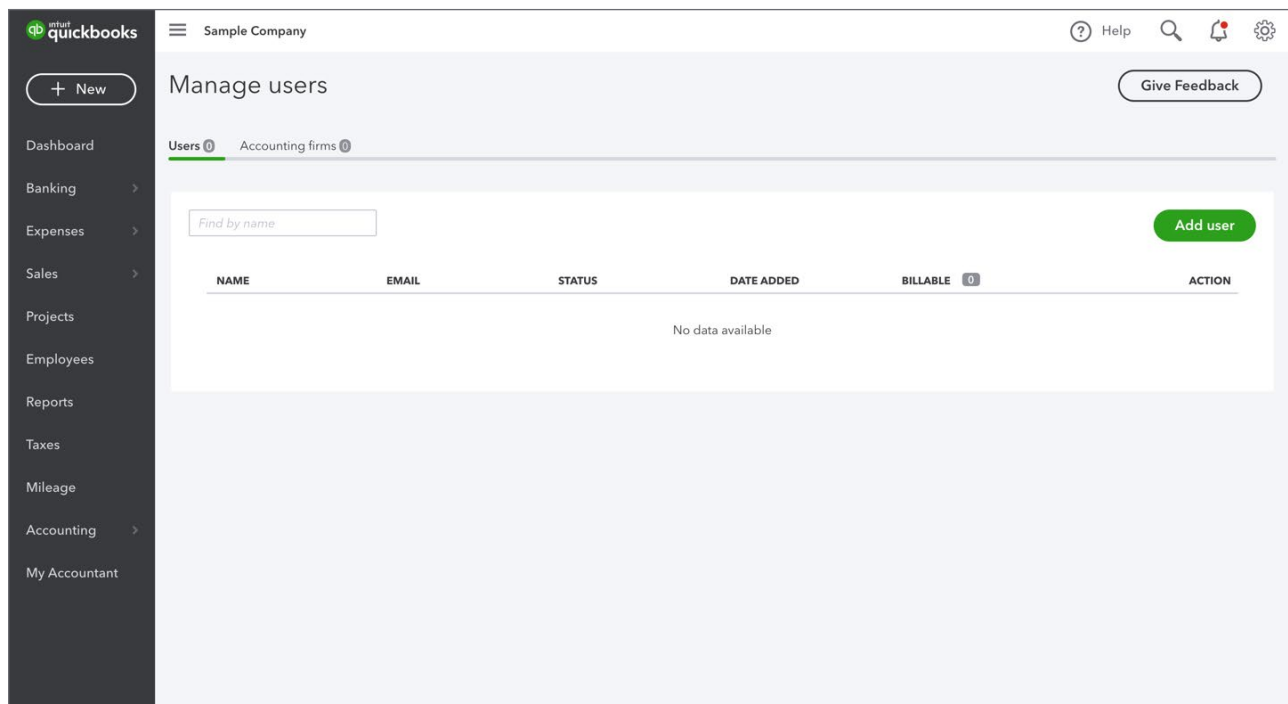 intuit
quickbooks
Sample Company
Help
+ New
Manage users
Give Feedback
Dashboard
Users 0 Accounting firms 0
Banking
Find by name
Add user
Expenses
Sales
NAME EMAIL STATUS DATE ADDED BILLABLE 0 ACTION
Projects
No data available
Employees
Reports
Taxes
Mileage
Accounting
My Accountant